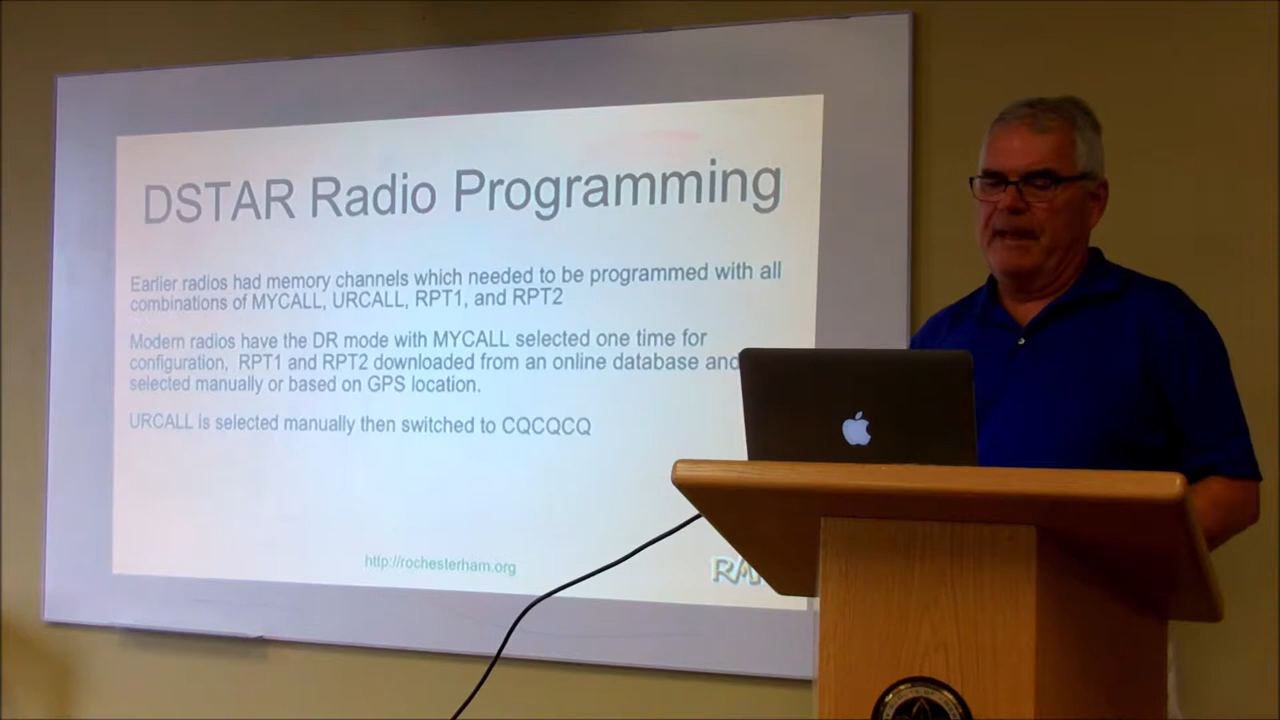 DSTAR Radio Programming
Earlier radios had memory channels which needed to be programmed with all
combinations of MYCALL, URCALL, RPT1, and RPT2
Modern radios have the DR mode with MYCALL selected one time for
configuration, RPT1 and RPT2 downloaded from an online database and
selected manually or based on GPS location.
URCALL is selected manually then switched to CQCQCQ
http://rochesterham.org